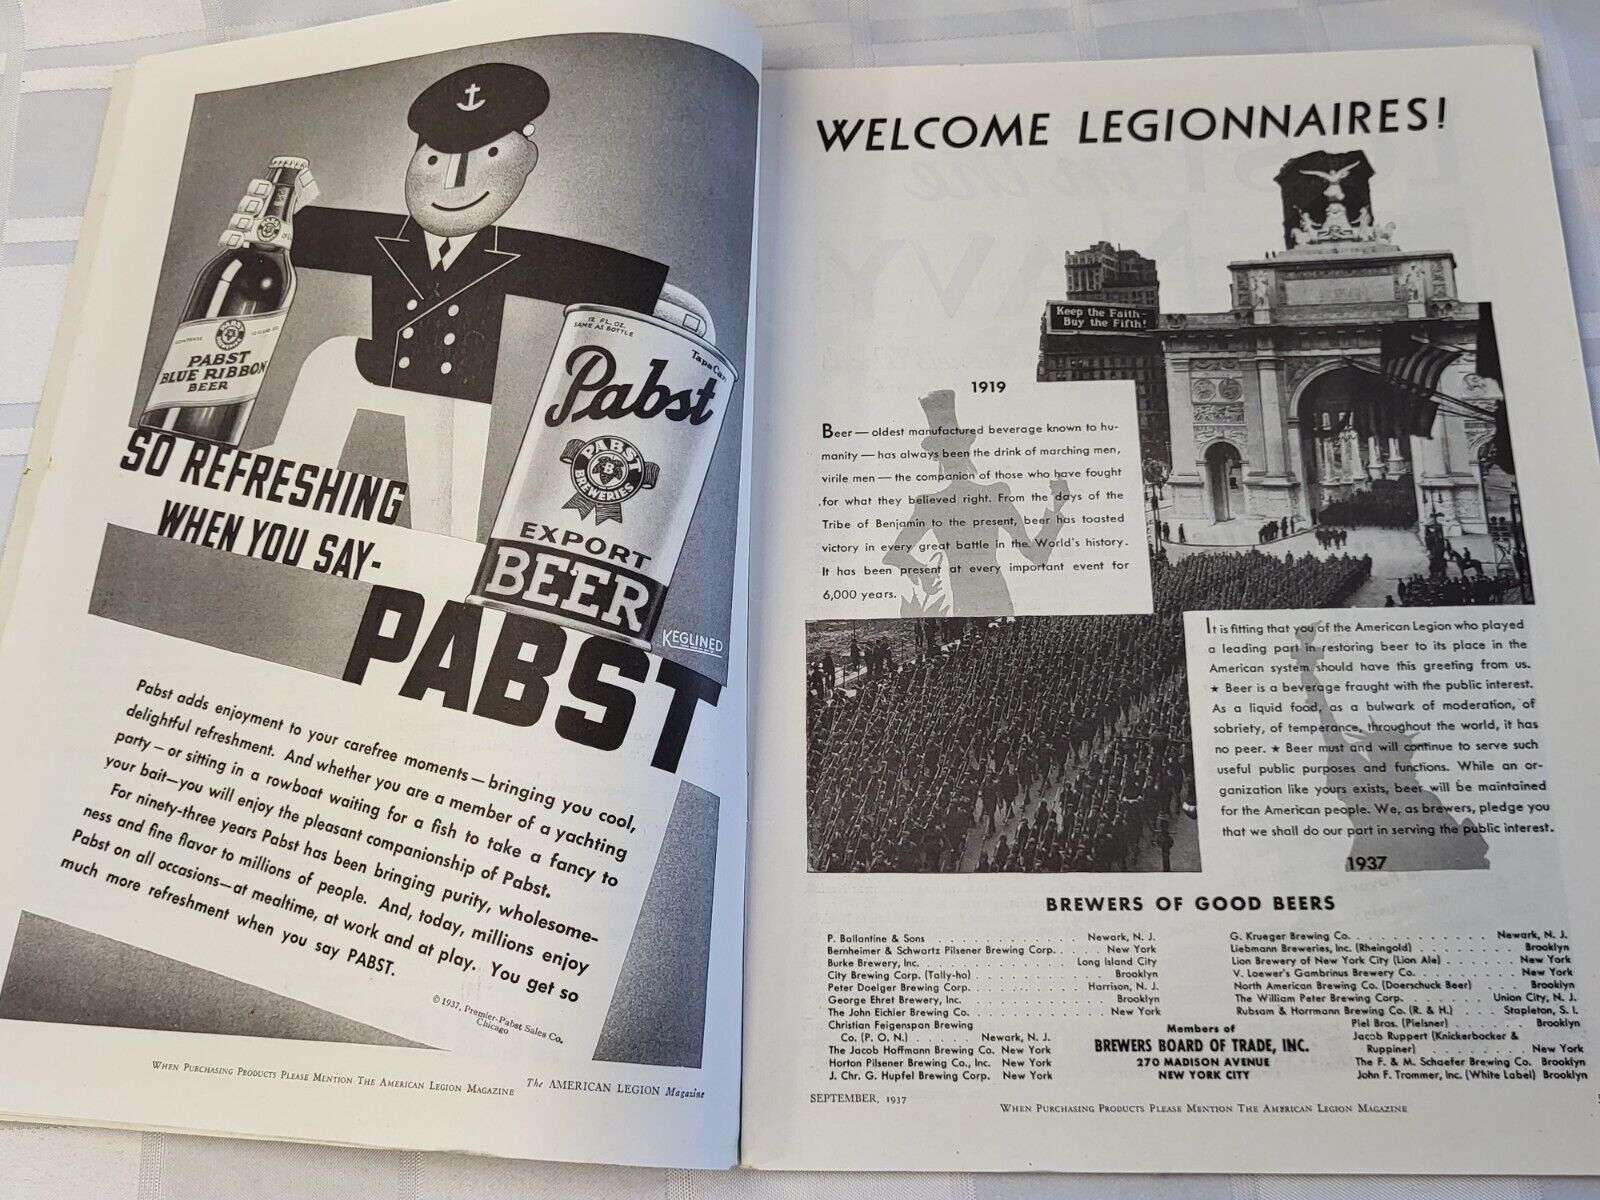 12 FL. OZ.
SAME AS BOTTLE
TapaCan
Pabst
PABST
B
BREWERIES
EXPORT
BEER
KEGLINED
CONTENTS 12 FLUID OZ.
PABST
BLUE RIBBON
BEER
SO REFRESHING
WHEN YOU SAY-
PABST
Pabst adds enjoyment to your carefree moments—bringing you cool,
delightful refreshment. And whether you are a member of a yachting
party—or sitting in a rowboat waiting for a fish to take a fancy to
your bait—you will enjoy the pleasant companionship of Pabst.
For ninety-three years Pabst has been bringing purity, wholesome-
ness and fine flavor to millions of people. And, today, millions enjoy
Pabst on all occasions—at mealtime, at work and at play. You get so
much more refreshment when you say PABST.
© 1937, Premier-Pabst Sales Co.
Chicago
WHEN PURCHASING PRODUCTS PLEASE MENTION THE AMERICAN LEGION MAGAZINE
The AMERICAN LEGION Magazine
WELCOME LEGIONNAIRES!
Keep the Faith-
Buy the Fifth!
1919
Beer — oldest manufactured beverage known to hu-
manity — has always been the drink of marching men,
virile men — the companion of those who have fought
for what they believed right. From the days of the
Tribe of Benjamin to the present, beer has toasted
victory in every great battle in the World's history.
It has been present at every important event for
6,000 years.
It is fitting that you of the American Legion who played
a leading part in restoring beer to its place in the
American system should have this greeting from us.
★ Beer is a beverage fraught with the public interest.
As a liquid food, as a bulwark of moderation, of
sobriety, of temperance, throughout the world, it has
no peer. ★ Beer must and will continue to serve such
useful public purposes and functions. While an or-
ganization like yours exists, beer will be maintained
for the American people. We, as brewers, pledge you
that we shall do our part in serving the public interest.
1937
BREWERS OF GOOD BEERS
P. Ballantine & Sons . . . . . . . . . . . . Newark, N. J.
Bernheimer & Schwartz Pilsener Brewing Corp. . New York
Burke Brewery, Inc. . . . . . . . . . . . Long Island City
City Brewing Corp. (Tally-ho) . . . . . . . . Brooklyn
Peter Doelger Brewing Corp. . . . . . . . Harrison, N. J.
George Ehret Brewery, Inc. . . . . . . . . . Brooklyn
The John Eichler Brewing Co. . . . . . . . . New York
Christian Feigenspan Brewing
Co. (P. O. N.) . . . . . Newark, N. J.
The Jacob Hoffmann Brewing Co. New York
Horton Pilsener Brewing Co., Inc. New York
J. Chr. G. Hupfel Brewing Corp. New York
Members of
BREWERS BOARD OF TRADE, INC.
270 MADISON AVENUE
NEW YORK CITY
G. Krueger Brewing Co. . . . . . . . . . . Newark, N. J.
Liebmann Breweries, Inc. (Rheingold) . . . . . . Brooklyn
Lion Brewery of New York City (Lion Ale) . . . . New York
V. Loewer's Gambrinus Brewery Co. . . . . . . New York
North American Brewing Co. (Doerschuck Beer) . . Brooklyn
The William Peter Brewing Corp. . . . . . Union City, N. J.
Rubsam & Horrmann Brewing Co. (R. & H.) . . . Stapleton, S. I.
Piel Bros. (Pielsner) . . . . . . Brooklyn
Jacob Ruppert (Knickerbocker &
Ruppiner) . . . . . . . . New York
The F. & M. Schaefer Brewing Co. Brooklyn
John F. Trommer, Inc. (White Label) Brooklyn
SEPTEMBER, 1937
WHEN PURCHASING PRODUCTS PLEASE MENTION THE AMERICAN LEGION MAGAZINE